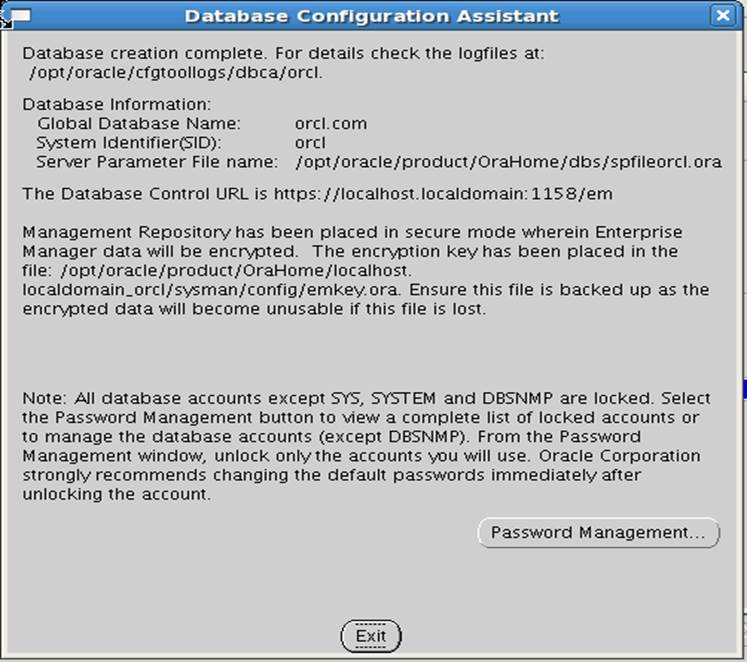 Database Configuration Assistant
Database creation complete. For details check the logfiles at:
/opt/oracle/cfgtoollogs/dbca/orcl.
Database Information:
Global Database Name: orcl.com
System Identifier(SID): orcl
Server Parameter File name: /opt/oracle/product/OraHome/dbs/spfileorcl.ora
The Database Control URL is https://localhost.localdomain:1158/em
Management Repository has been placed in secure mode wherein Enterprise
Manager data will be encrypted. The encryption key has been placed in the
file: /opt/oracle/product/OraHome/localhost.
localdomain_orcl/sysman/config/emkey.ora. Ensure this file is backed up as the
encrypted data will become unusable if this file is lost.
Note: All database accounts except SYS, SYSTEM and DBSNMP are locked. Select
the Password Management button to view a complete list of locked accounts or
to manage the database accounts (except DBSNMP). From the Password
Management window, unlock only the accounts you will use. Oracle Corporation
strongly recommends changing the default passwords immediately after
unlocking the account.
Password Management...
Exit